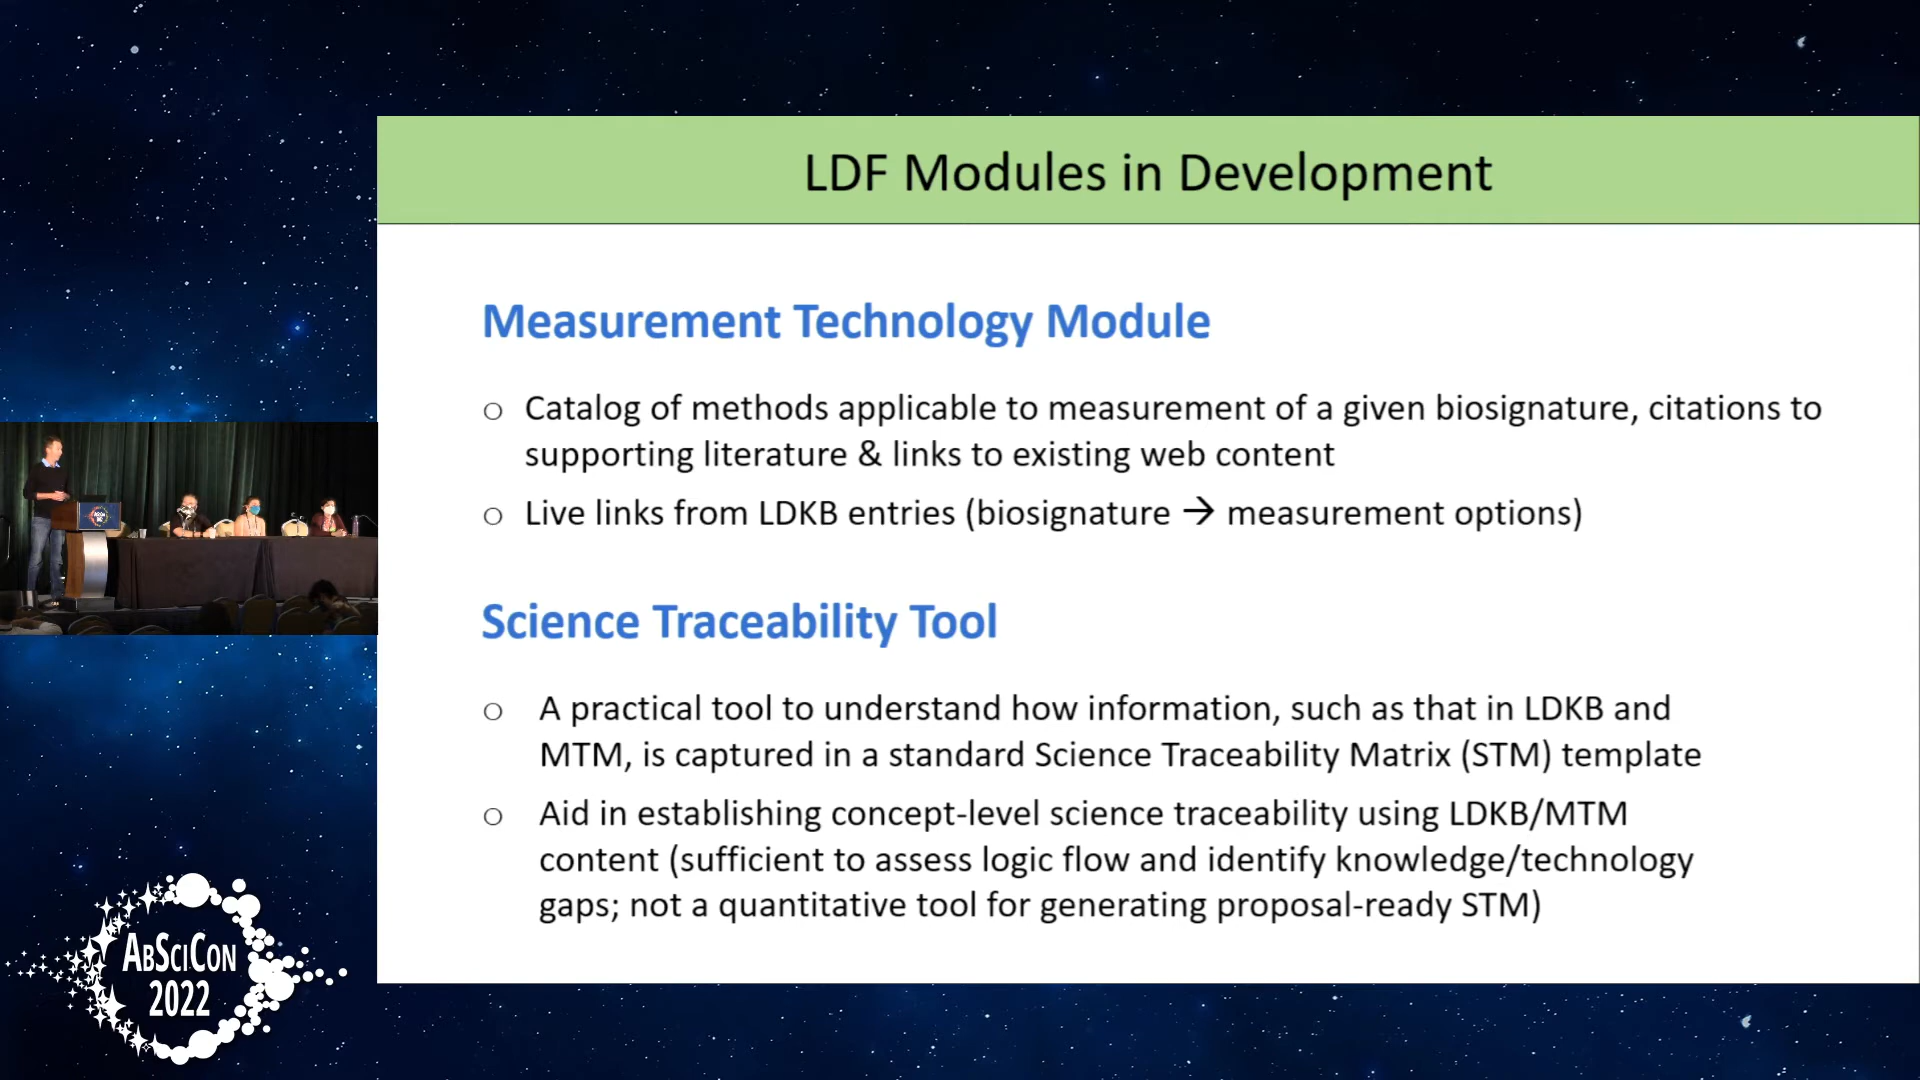 LDF Modules in Development
Measurement Technology Module
○ Catalog of methods applicable to measurement of a given biosignature, citations to
supporting literature & links to existing web content
○ Live links from LDKB entries (biosignature → measurement options)
Science Traceability Tool
○ A practical tool to understand how information, such as that in LDKB and
MTM, is captured in a standard Science Traceability Matrix (STM) template
○ Aid in establishing concept-level science traceability using LDKB/MTM
content (sufficient to assess logic flow and identify knowledge/technology
gaps; not a quantitative tool for generating proposal-ready STM)
ABSCICON
2022